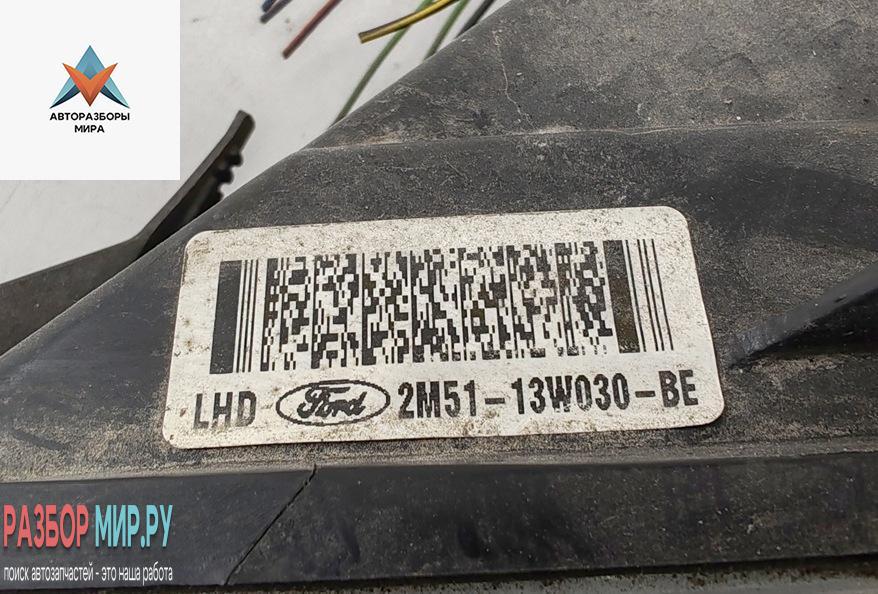 АВТОРАЗБОРЫ
МИРА
LHD Ford 2M51-13W030-BE
РАЗБОР МИР.РУ
поиск автозапчастей - это наша работа